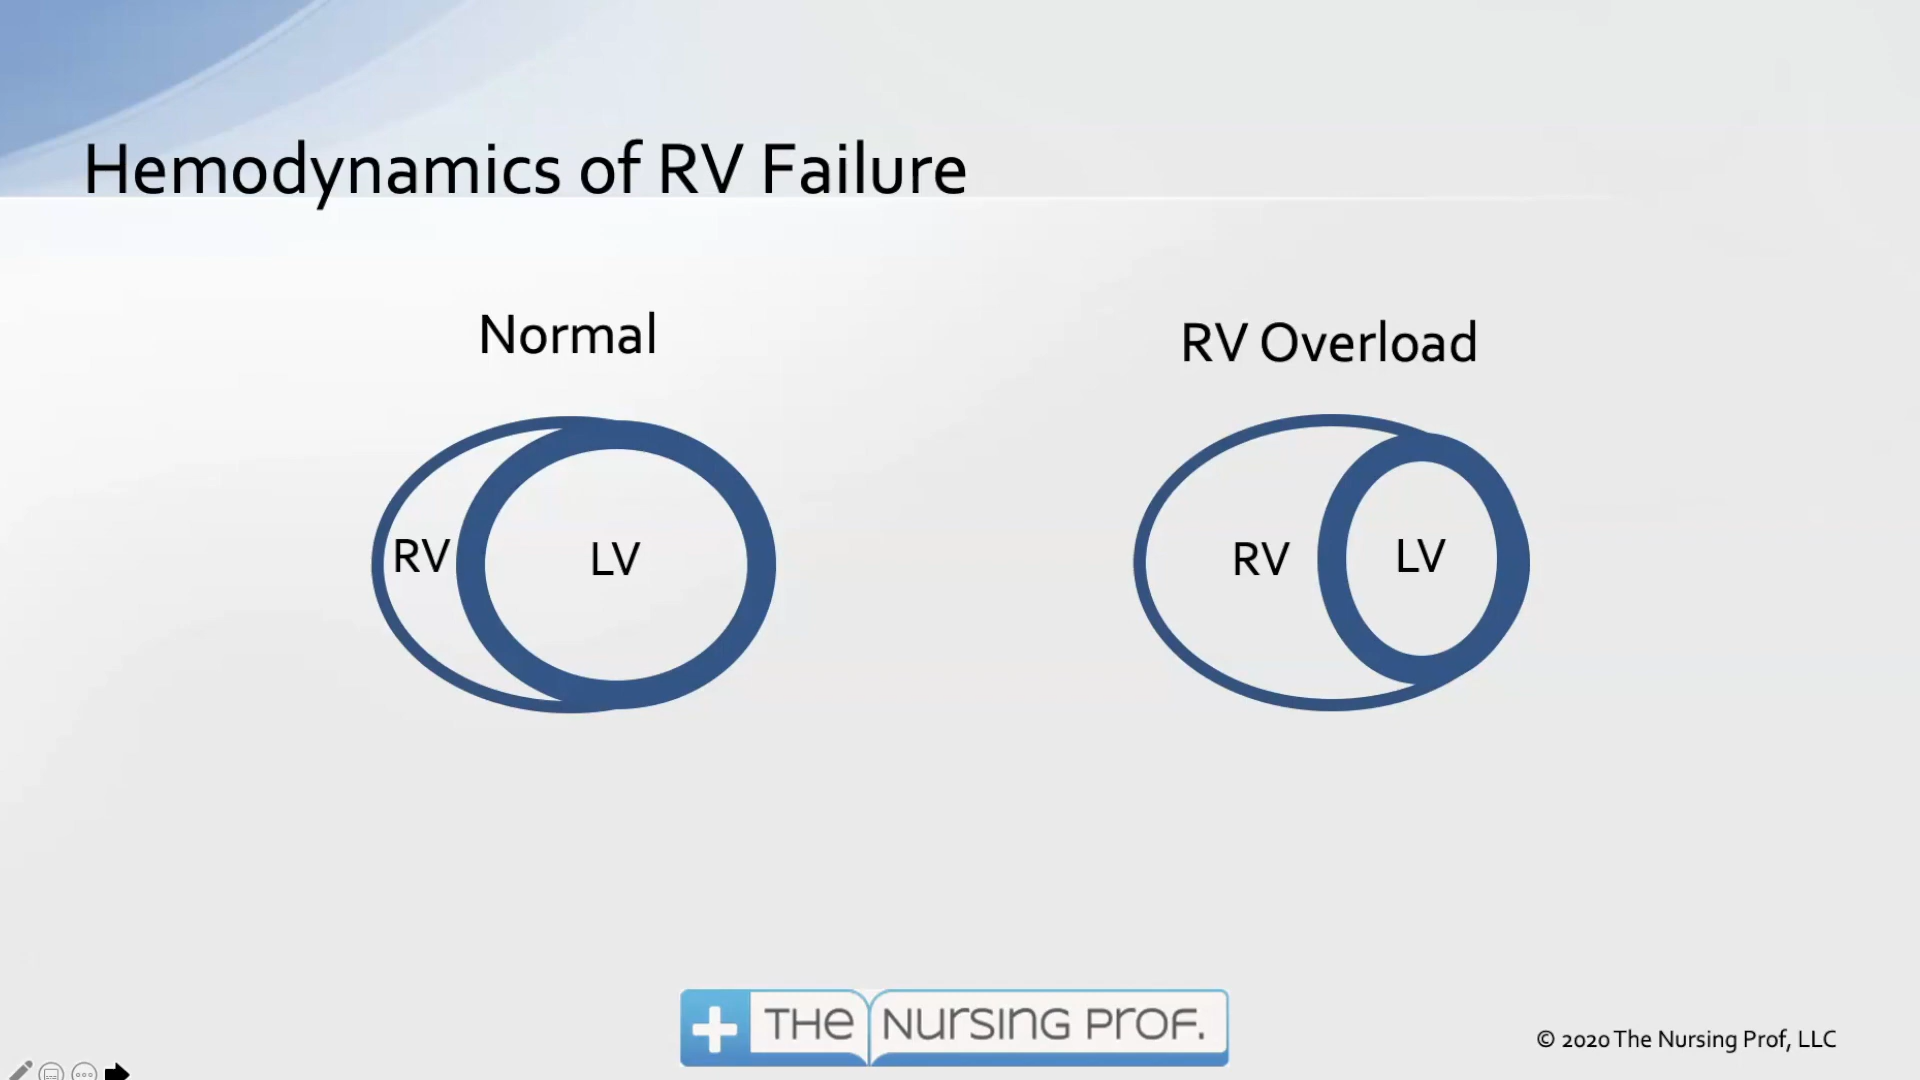 Hemodynamics of RV Failure
Normal
RV Overload
RV
LV
RV
LV
THE NURSING PROF.
© 2020 The Nursing Prof, LLC